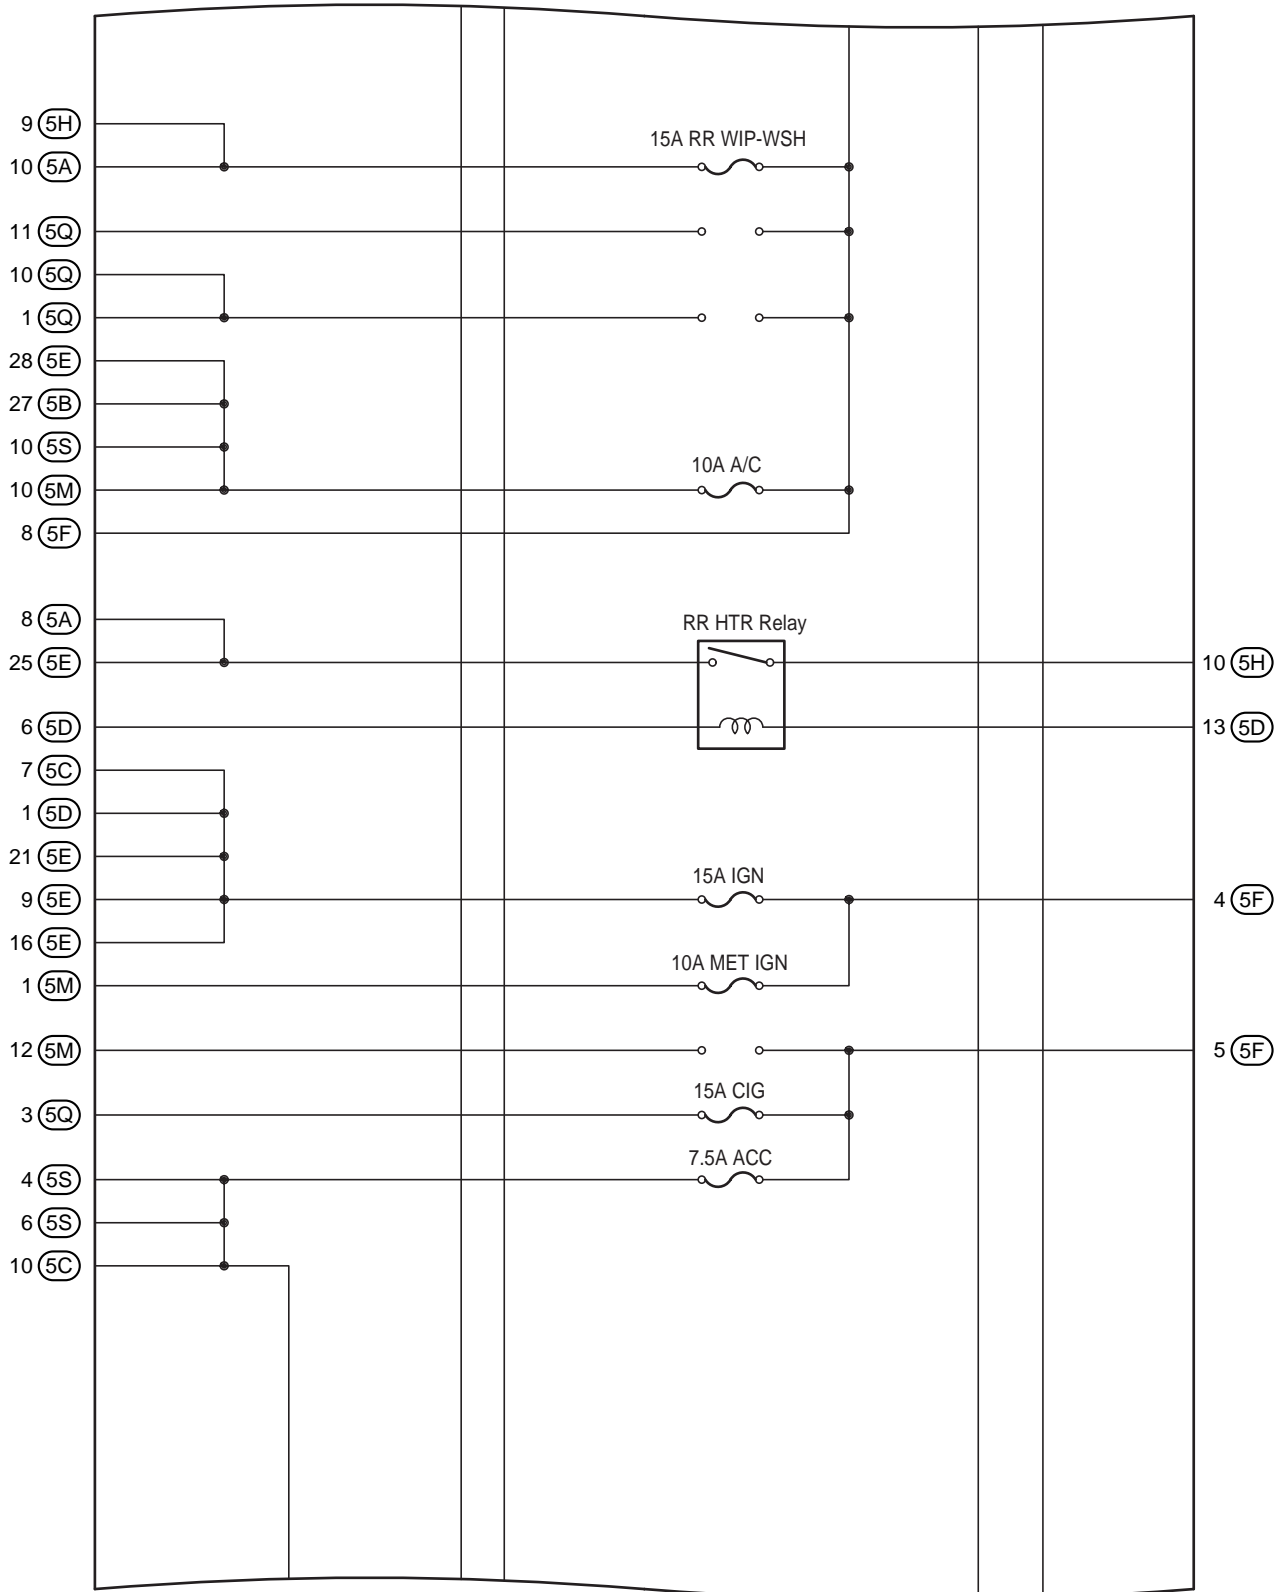 9 5H
15A RR WIP-WSH
10 5A
11 5Q
10 5Q
1 5Q
28 5E
27 5B
10 5S
10A A/C
10 5M
8 5F
8 5A
RR HTR Relay
25 5E
10 5H
6 5D
13 5D
7 5C
1 5D
21 5E
15A IGN
9 5E
4 5F
16 5E
10A MET IGN
1 5M
12 5M
5 5F
15A CIG
3 5Q
7.5A ACC
4 5S
6 5S
10 5C